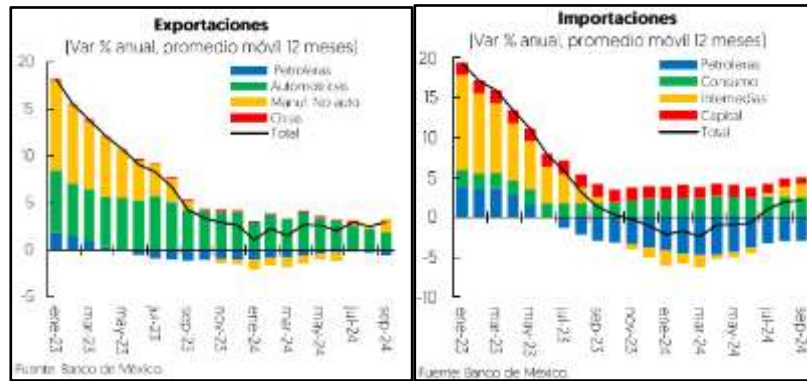 Exportaciones
(Var % anual, promedio móvil 12 meses)
20
15
10
5
0
-5
Petroleras
Automotrices
Manuf. No auto
Otras
Total
ene-23
mar-23
may-23
jul-23
sep-23
nov-23
ene-24
mar-24
may-24
jul-24
sep-24
Fuente: Banco de México.
Importaciones
(Var % anual, promedio móvil 12 meses)
20
15
10
5
0
-5
-10
Petroleras
Consumo
Intermedias
Capital
Total
ene-23
mar-23
may-23
jul-23
sep-23
nov-23
ene-24
mar-24
may-24
jul-24
sep-24
Fuente: Banco de México.